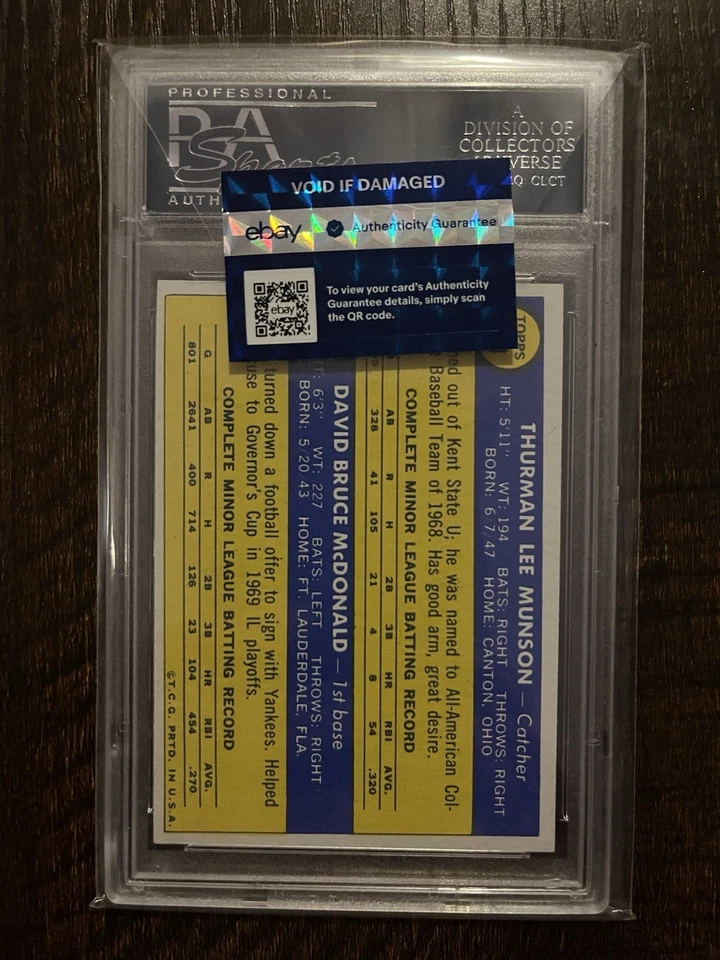 PROFESSIONAL
PSA
Sports
AUTH
A
DIVISION OF
COLLECTORS
UNIVERSE
CLCT
VOID IF DAMAGED
ebay Authenticity Guarantee
ebay
To view your card's Authenticity
Guarantee details, simply scan
the QR code.
TOPPS
THURMAN LEE MUNSON — Catcher
HT: 5'11" WT: 194 BATS: RIGHT THROWS: RIGHT
BORN: 6/7/47 HOME: CANTON, OHIO
ned out of Kent State U; he was named to All-American Col-
Baseball Team of 1968. Has good arm, great desire.
COMPLETE MINOR LEAGUE BATTING RECORD
AB R H 2B 3B HR RBI AVG.
328 41 105 21 4 8 54 .320
DAVID BRUCE McDONALD — 1st base
HT: 6'3" WT: 227 BATS: LEFT THROWS: RIGHT
BORN: 5/20/43 HOME: FT. LAUDERDALE, FLA.
turned down a football offer to sign with Yankees. Helped
use to Governor's Cup in 1969 IL playoffs.
COMPLETE MINOR LEAGUE BATTING RECORD
G AB R H 2B 3B HR RBI AVG.
801 2641 400 714 126 23 104 454 .270
©T.C.G. PRTD. IN U.S.A.